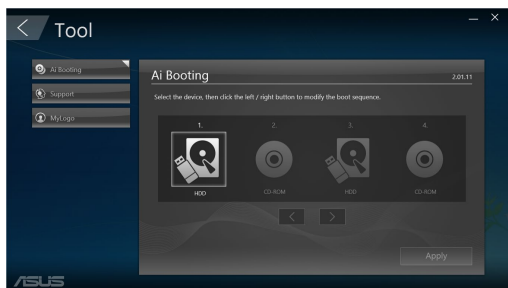 Tool
Ai Booting
Support
MyLogo
Ai Booting
2.01.11
Select the device, then click the left / right button to modify the boot sequence.
1. 2. 3. 4.
HDD CD-ROM HDD CD-ROM
Apply
ASUS